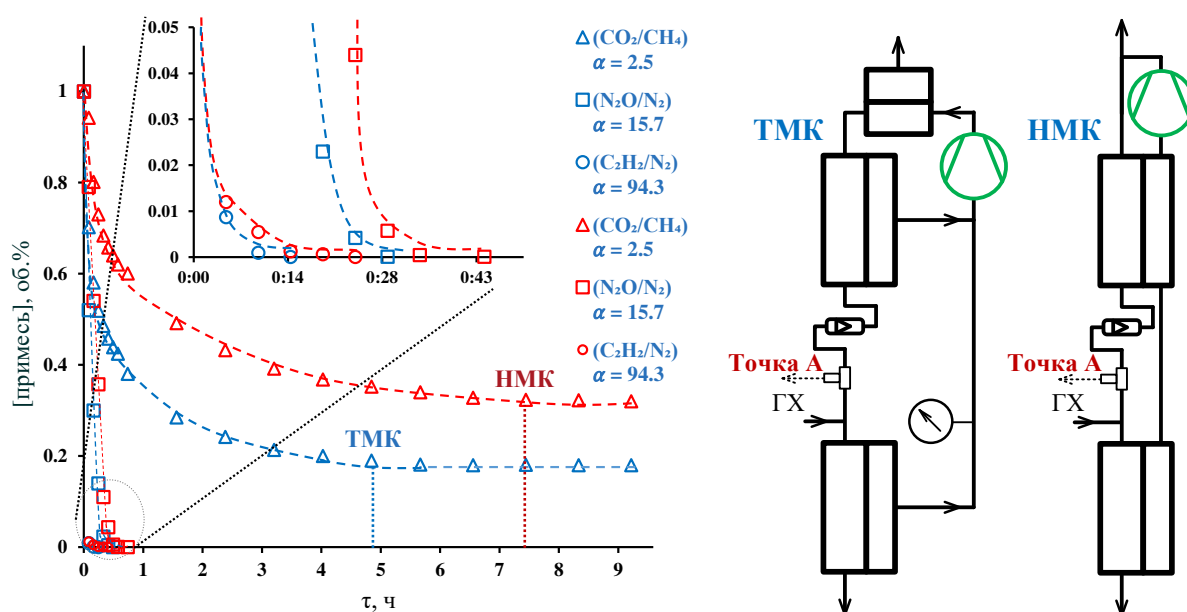 [примесь], об.%
1
0.8
0.6
0.4
0.2
0
0 1 2 3 4 5 6 7 8 9
τ, ч
0.05
0.04
0.03
0.02
0.01
0
0:00 0:14 0:28 0:43
НМК
ТМК
(CO₂/CH₄)
α = 2.5
(N₂O/N₂)
α = 15.7
(C₂H₂/N₂)
α = 94.3
(CO₂/CH₄)
α = 2.5
(N₂O/N₂)
α = 15.7
(C₂H₂/N₂)
α = 94.3
ТМК
Точка А
ГХ
НМК
Точка А
ГХ